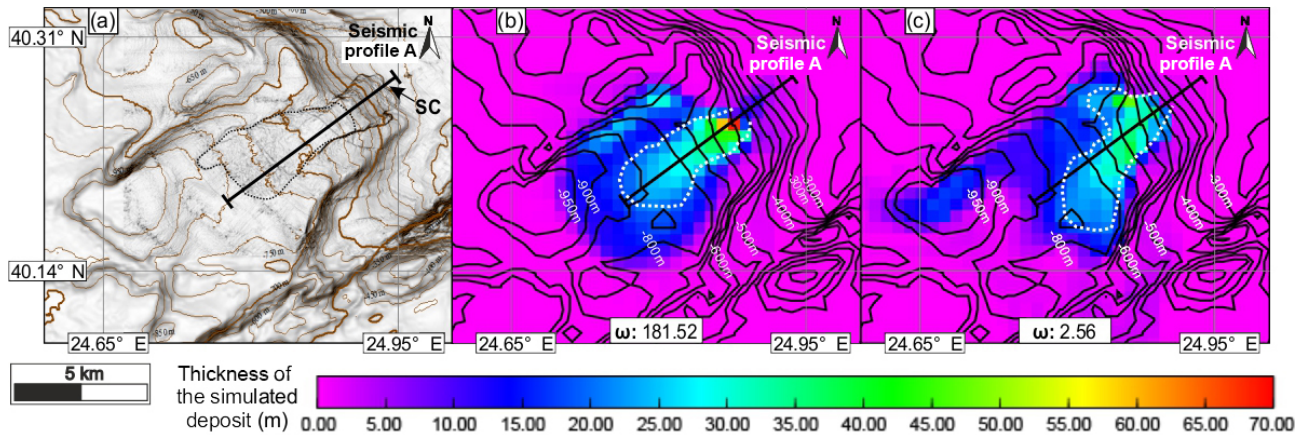 (a)
Seismic
profile A
N
40.31° N
-650 m
SC
40.14° N
-750 m
24.65° E
24.95° E
(b)
Seismic
profile A
N
-950m
-900m
-800m
-600m
-500m
-400m
-300m
-300m
ω: 181.52
24.65° E
24.95° E
(c)
Seismic
profile A
N
-950m
-900m
-800m
-600m
-500m
-400m
-300m
ω: 2.56
24.65° E
24.95° E
5 km
Thickness of
the simulated
deposit (m)
0.00 5.00 10.00 15.00 20.00 25.00 30.00 35.00 40.00 45.00 50.00 55.00 60.00 65.00 70.00